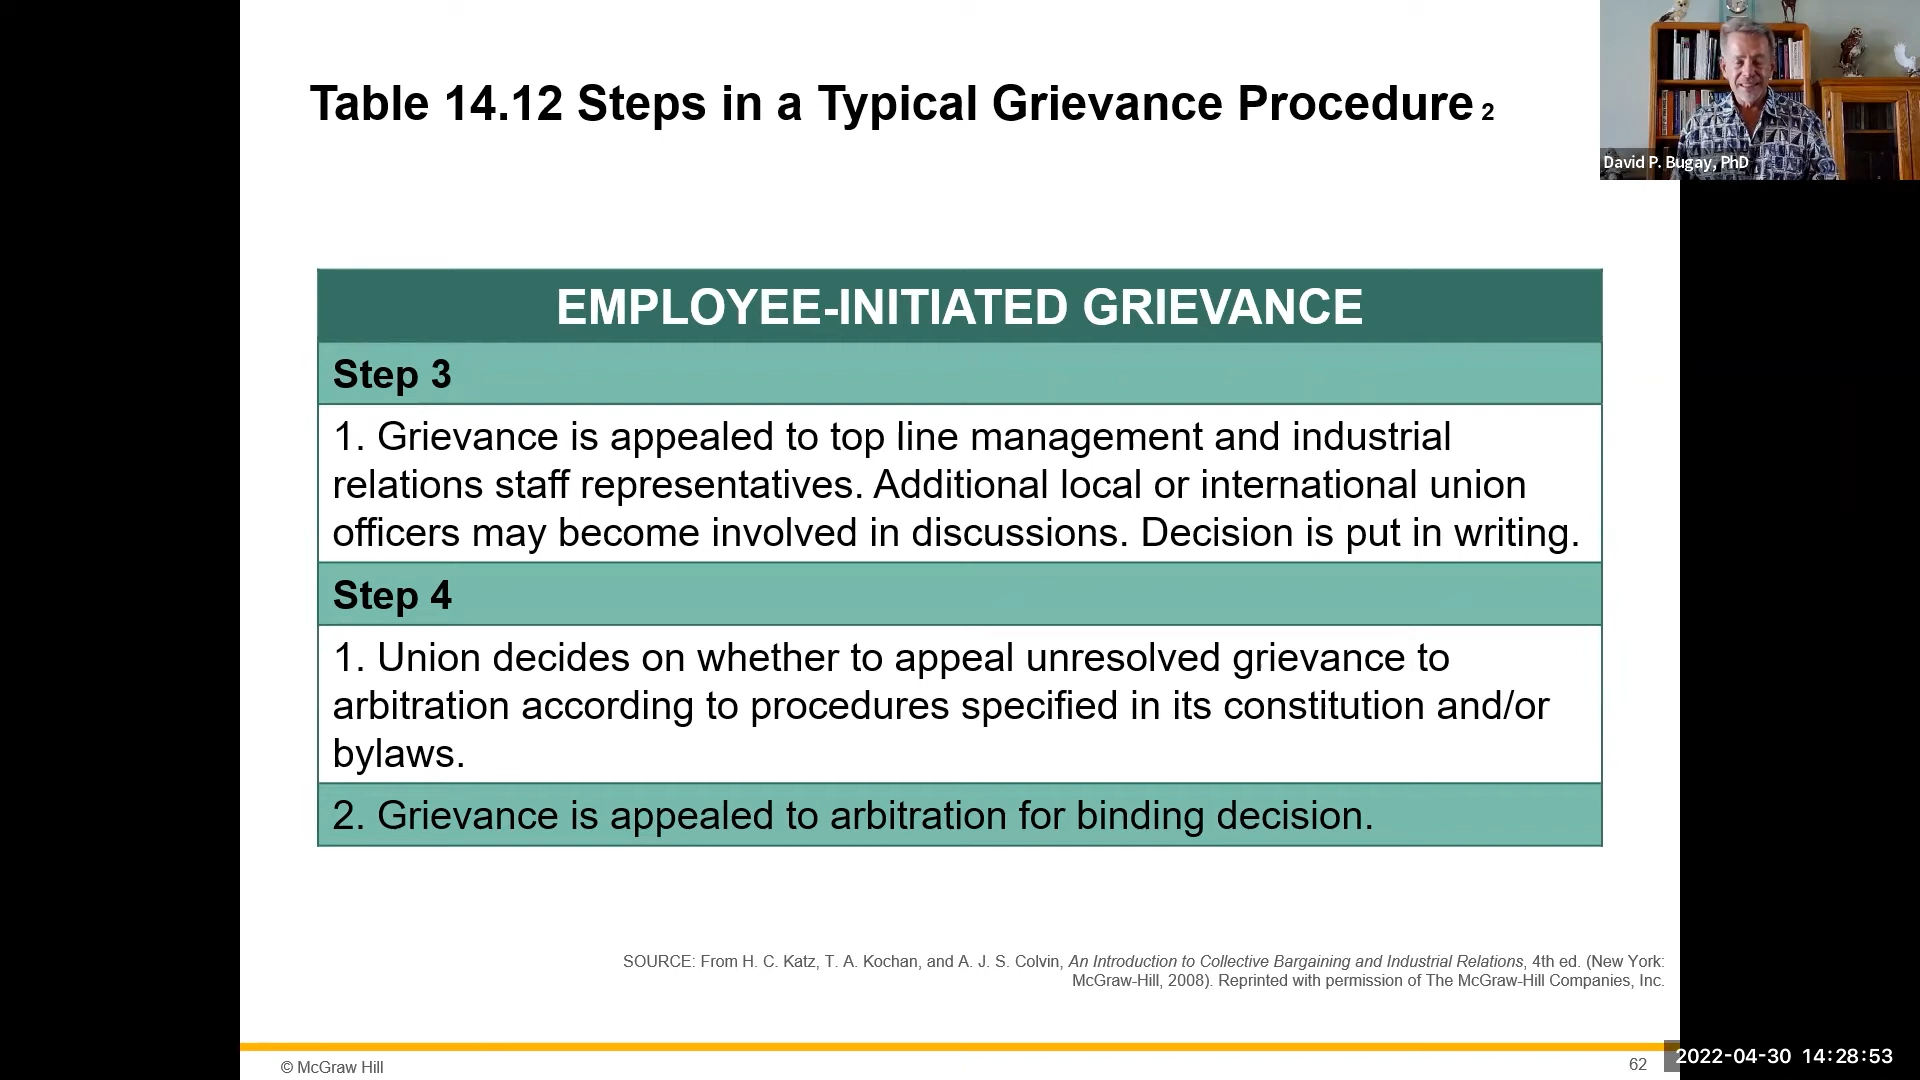 Table 14.12 Steps in a Typical Grievance Procedure 2
David P. Bugay, PhD
EMPLOYEE-INITIATED GRIEVANCE
Step 3
1. Grievance is appealed to top line management and industrial
relations staff representatives. Additional local or international union
officers may become involved in discussions. Decision is put in writing.
Step 4
1. Union decides on whether to appeal unresolved grievance to
arbitration according to procedures specified in its constitution and/or
bylaws.
2. Grievance is appealed to arbitration for binding decision.
SOURCE: From H. C. Katz, T. A. Kochan, and A. J. S. Colvin, An Introduction to Collective Bargaining and Industrial Relations, 4th ed. (New York:
McGraw-Hill, 2008). Reprinted with permission of The McGraw-Hill Companies, Inc.
© McGraw Hill
62
2022-04-30 14:28:53